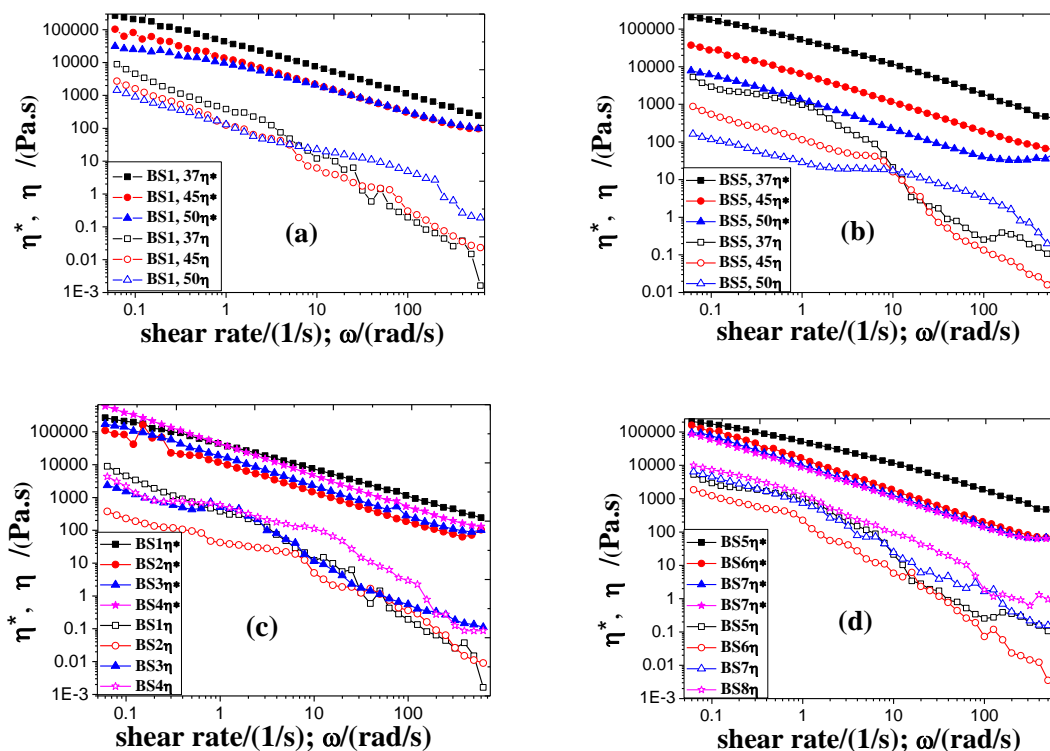 100000
10000
1000
100
10
1
0.1
0.01
1E-3
η*, η /(Pa.s)
BS1, 37η*
BS1, 45η*
BS1, 50η*
BS1, 37η
BS1, 45η
BS1, 50η
(a)
0.1 1 10 100
shear rate/(1/s); ω/(rad/s)
100000
10000
1000
100
10
1
0.1
0.01
η*, η /(Pa.s)
BS5, 37η*
BS5, 45η*
BS5, 50η*
BS5, 37η
BS5, 45η
BS5, 50η
(b)
0.1 1 10 100
shear rate/(1/s); ω/(rad/s)
100000
10000
1000
100
10
1
0.1
0.01
1E-3
η*, η /(Pa.s)
BS1η*
BS2η*
BS3η*
BS4η*
BS1η
BS2η
BS3η
BS4η
(c)
0.1 1 10 100
shear rate/(1/s); ω/(rad/s)
100000
10000
1000
100
10
1
0.1
0.01
1E-3
η*, η /(Pa.s)
BS5η*
BS6η*
BS7η*
BS7η*
BS5η
BS6η
BS7η
BS8η
(d)
0.1 1 10 100
shear rate/(1/s); ω/(rad/s)